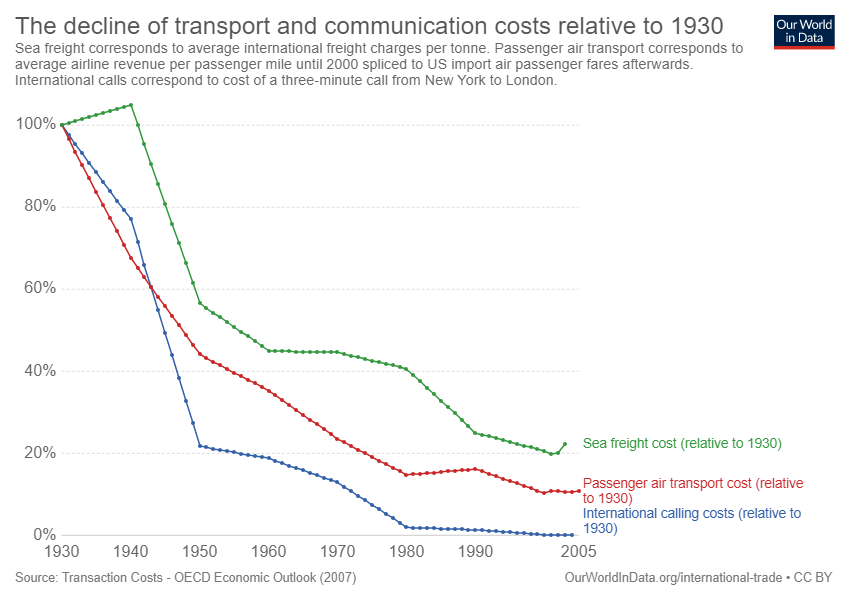 The decline of transport and communication costs relative to 1930
Our World
in Data
Sea freight corresponds to average international freight charges per tonne. Passenger air transport corresponds to
average airline revenue per passenger mile until 2000 spliced to US import air passenger fares afterwards.
International calls correspond to cost of a three-minute call from New York to London.
100%
80%
60%
40%
20%
0%
Sea freight cost (relative to 1930)
Passenger air transport cost (relative
to 1930)
International calling costs (relative to
1930)
1930 1940 1950 1960 1970 1980 1990 2005
Source: Transaction Costs - OECD Economic Outlook (2007)
OurWorldInData.org/international-trade • CC BY